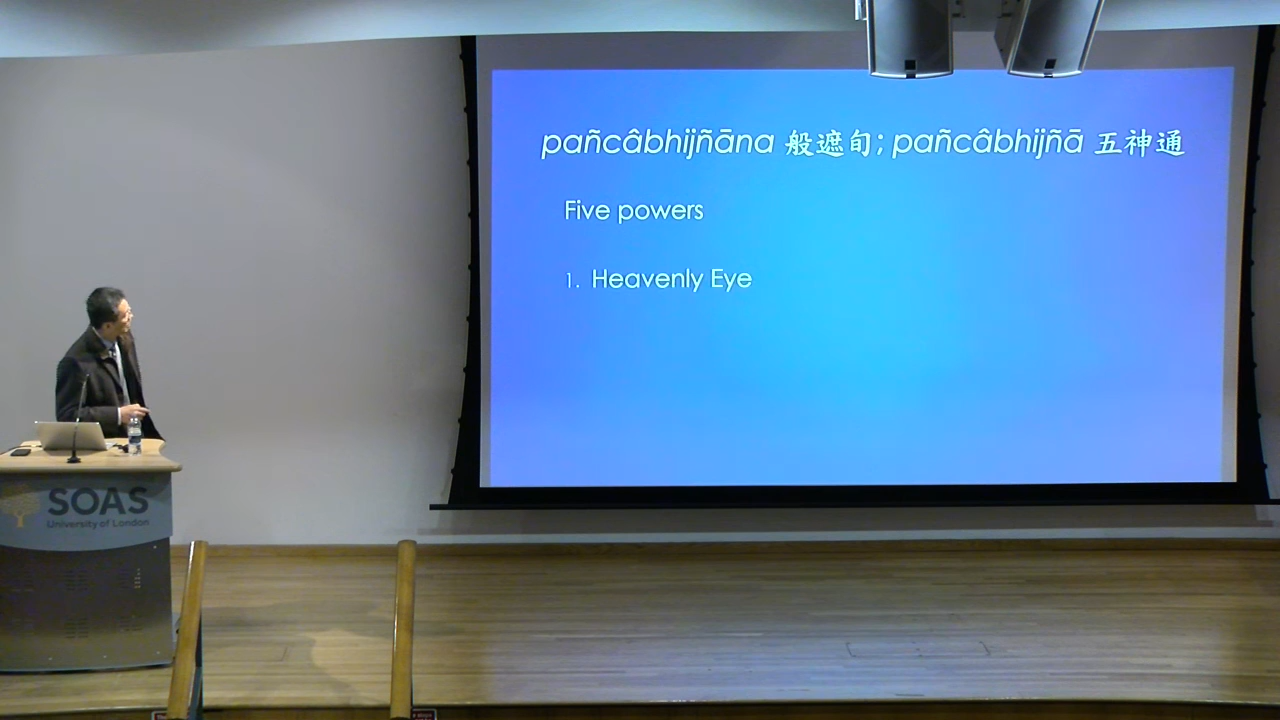 pañcâbhijñāna 般遮旬; pañcâbhijñā 五神通
Five powers
1. Heavenly Eye
SOAS
University of London